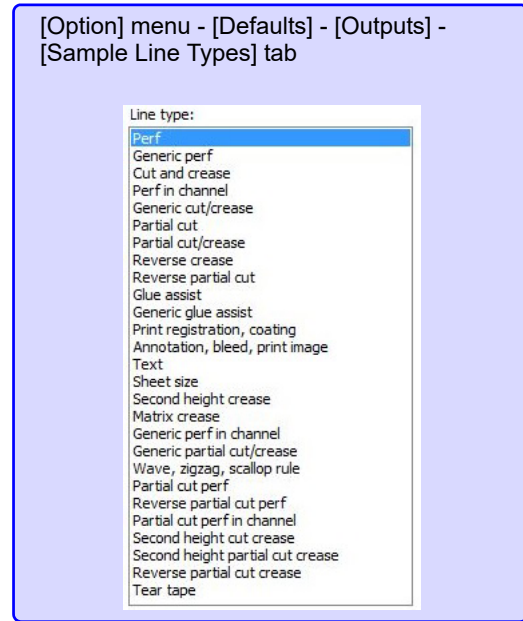 [Option] menu - [Defaults] - [Outputs] -
[Sample Line Types] tab
Line type:
Perf
Generic perf
Cut and crease
Perf in channel
Generic cut/crease
Partial cut
Partial cut/crease
Reverse crease
Reverse partial cut
Glue assist
Generic glue assist
Print registration, coating
Annotation, bleed, print image
Text
Sheet size
Second height crease
Matrix crease
Generic perf in channel
Generic partial cut/crease
Wave, zigzag, scallop rule
Partial cut perf
Reverse partial cut perf
Partial cut perf in channel
Second height cut crease
Second height partial cut crease
Reverse partial cut crease
Tear tape